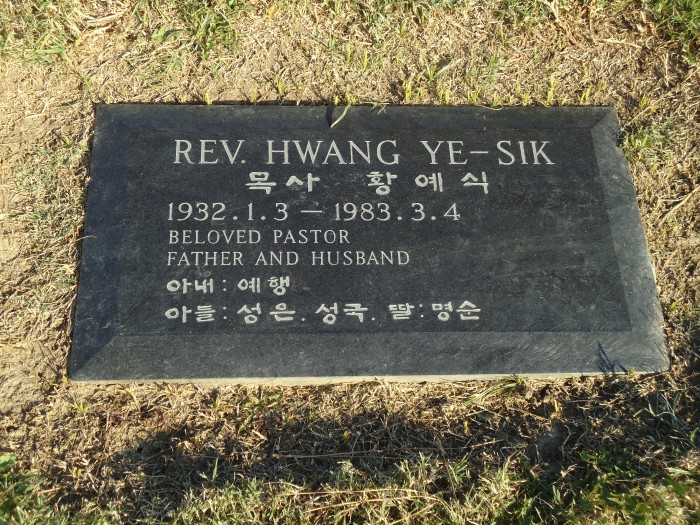 REV. HWANG YE-SIK
목사 황예식
1932.1.3 — 1983.3.4
BELOVED PASTOR
FATHER AND HUSBAND
아내: 예행
아들: 성은. 성국. 딸: 명순